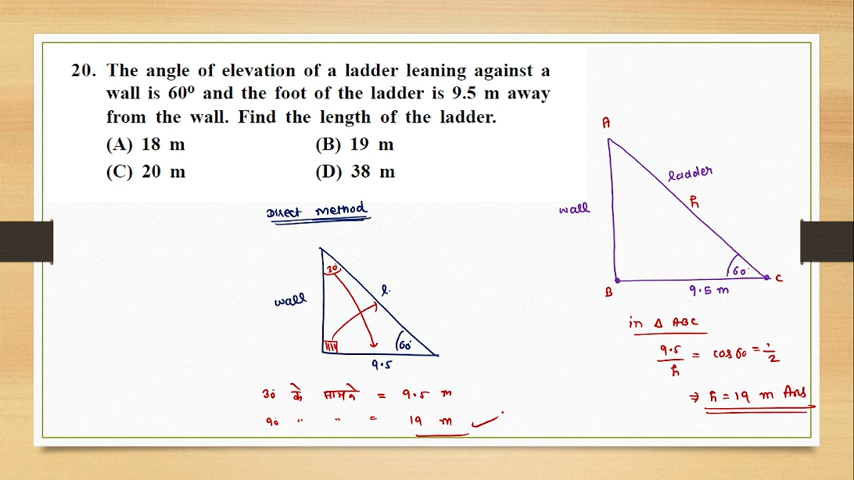 20. The angle of elevation of a ladder leaning against a
wall is 60⁰ and the foot of the ladder is 9.5 m away
from the wall. Find the length of the ladder.
(A) 18 m (B) 19 m
(C) 20 m (D) 38 m
Direct method
30
wall
l.
60°
9.5
30 के सामने = 9.5 m
90 " " = 19 m
A
ladder
h
wall
60°
B
9.5 m
C
in Δ ABC
9.5/h = cos 60 = 1/2
⇒ h = 19 m Ans